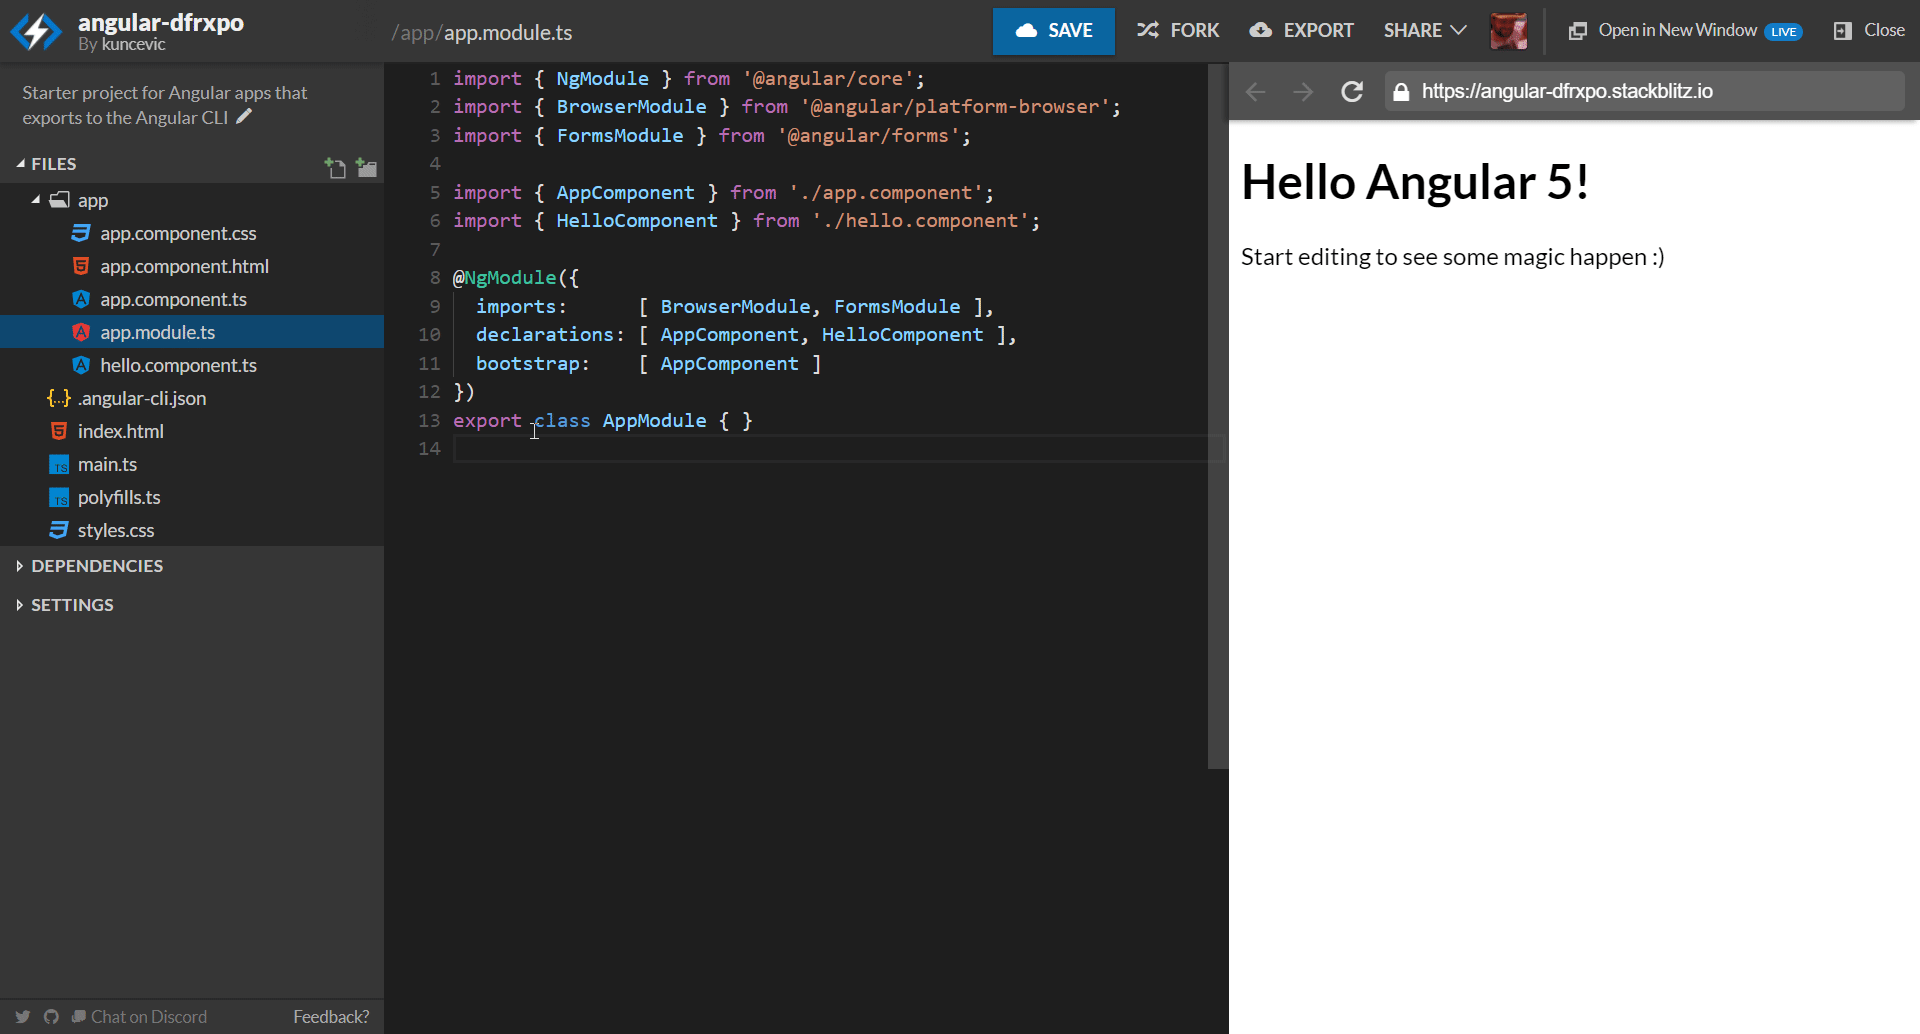 angular-dfrxpo
By kuncevic
/app/app.module.ts
SAVE
FORK
EXPORT
SHARE
Open in New Window LIVE
Close
Starter project for Angular apps that
exports to the Angular CLI
FILES
app
app.component.css
app.component.html
app.component.ts
app.module.ts
hello.component.ts
{..} .angular-cli.json
index.html
TS main.ts
TS polyfills.ts
styles.css
DEPENDENCIES
SETTINGS
Chat on Discord
Feedback?
1 import { NgModule } from '@angular/core';
2 import { BrowserModule } from '@angular/platform-browser';
3 import { FormsModule } from '@angular/forms';
4
5 import { AppComponent } from './app.component';
6 import { HelloComponent } from './hello.component';
7
8 @NgModule({
9   imports:      [ BrowserModule, FormsModule ],
10   declarations: [ AppComponent, HelloComponent ],
11   bootstrap:    [ AppComponent ]
12 })
13 export class AppModule { }
14
https://angular-dfrxpo.stackblitz.io
Hello Angular 5!
Start editing to see some magic happen :)